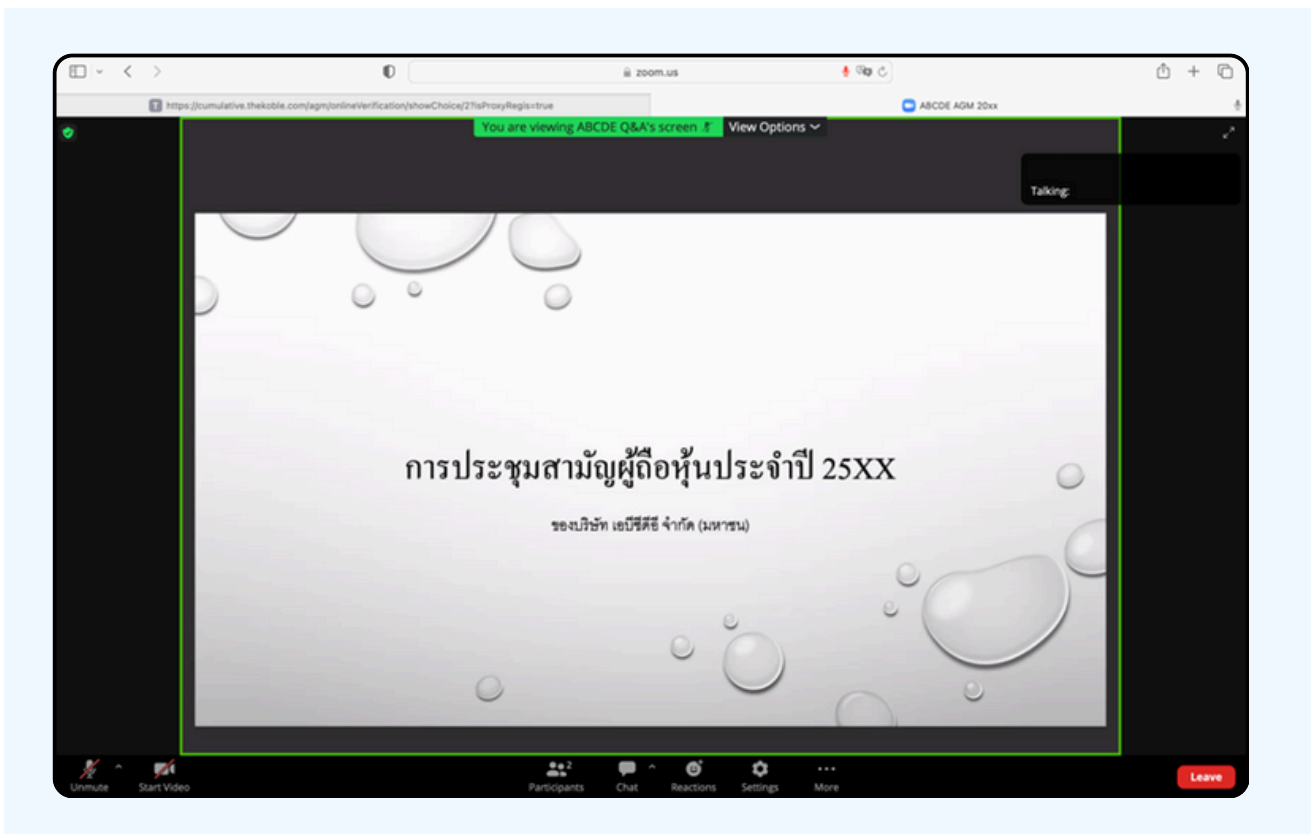 zoom.us
https://cumulative.thekoble.com/agm/onlineVerification/showChoice/2?isProxyRegis=true
ABCDE AGM 20xx
You are viewing ABCDE Q&A's screen
View Options
Talking:
การประชุมสามัญผู้ถือหุ้นประจำปี 25XX
ของบริษัท เอบีซีดีอี จำกัด (มหาชน)
Unmute
Start Video
2
Participants
Chat
Reactions
Settings
More
Leave